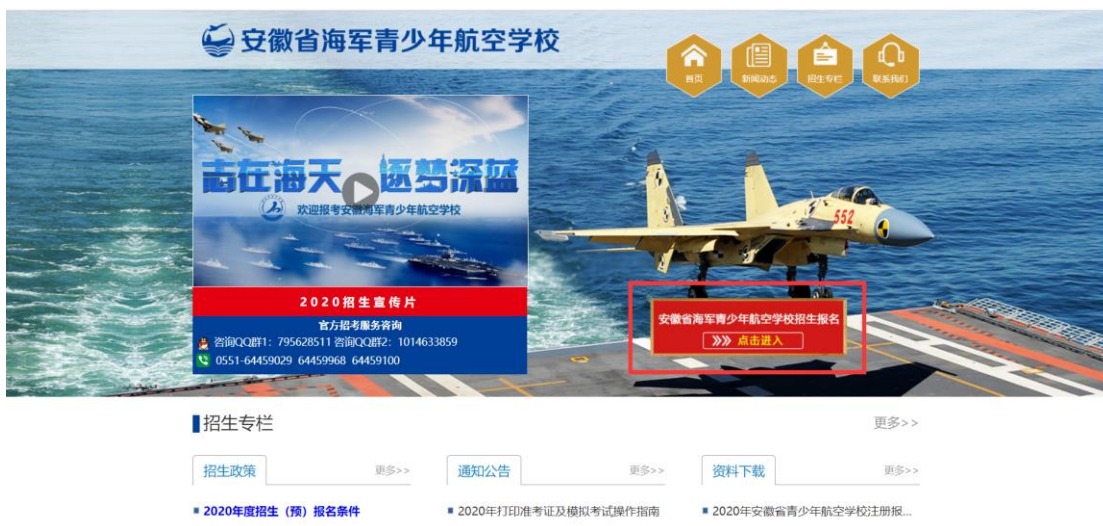 安徽省海军青少年航空学校
首页
新闻动态
招生专栏
联系我们
志在海天 逐梦深蓝
欢迎报考安徽海军青少年航空学校
552
2020招生宣传片
官方招考服务咨询
咨询QQ群1: 795628511 咨询QQ群2: 1014633859
0551-64459029 64459968 64459100
安徽省海军青少年航空学校招生报名
点击进入
招生专栏
更多>>
招生政策
更多>>
通知公告
更多>>
资料下载
更多>>
2020年度招生（预）报名条件
2020年打印准考证及模拟考试操作指南
2020年安徽省青少年航空学校注册报...